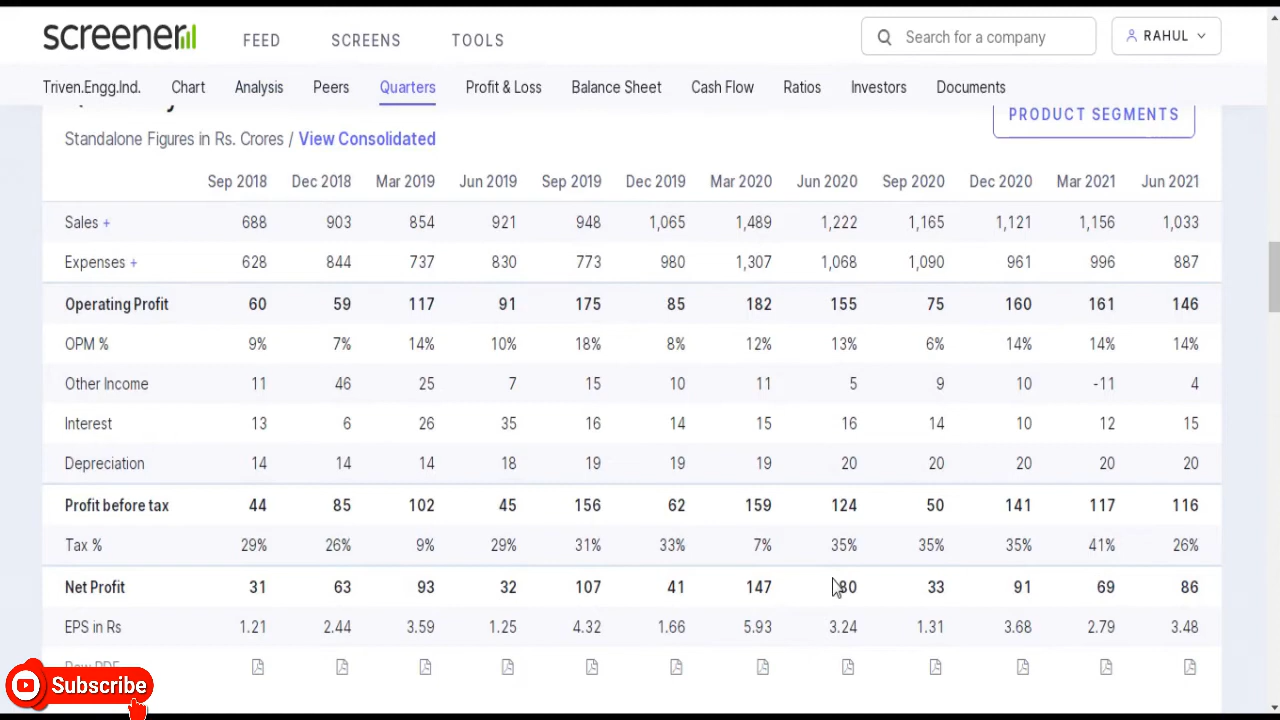 screener
FEED SCREENS TOOLS Search for a company RAHUL
Triven.Engg.Ind. Chart Analysis Peers Quarters Profit & Loss Balance Sheet Cash Flow Ratios Investors Documents
PRODUCT SEGMENTS
Standalone Figures in Rs. Crores / View Consolidated
Sep 2018 Dec 2018 Mar 2019 Jun 2019 Sep 2019 Dec 2019 Mar 2020 Jun 2020 Sep 2020 Dec 2020 Mar 2021 Jun 2021
Sales + 688 903 854 921 948 1,065 1,489 1,222 1,165 1,121 1,156 1,033
Expenses + 628 844 737 830 773 980 1,307 1,068 1,090 961 996 887
Operating Profit 60 59 117 91 175 85 182 155 75 160 161 146
OPM % 9% 7% 14% 10% 18% 8% 12% 13% 6% 14% 14% 14%
Other Income 11 46 25 7 15 10 11 5 9 10 -11 4
Interest 13 6 26 35 16 14 15 16 14 10 12 15
Depreciation 14 14 14 18 19 19 19 20 20 20 20 20
Profit before tax 44 85 102 45 156 62 159 124 50 141 117 116
Tax % 29% 26% 9% 29% 31% 33% 7% 35% 35% 35% 41% 26%
Net Profit 31 63 93 32 107 41 147 80 33 91 69 86
EPS in Rs 1.21 2.44 3.59 1.25 4.32 1.66 5.93 3.24 1.31 3.68 2.79 3.48
Raw PDF
Subscribe